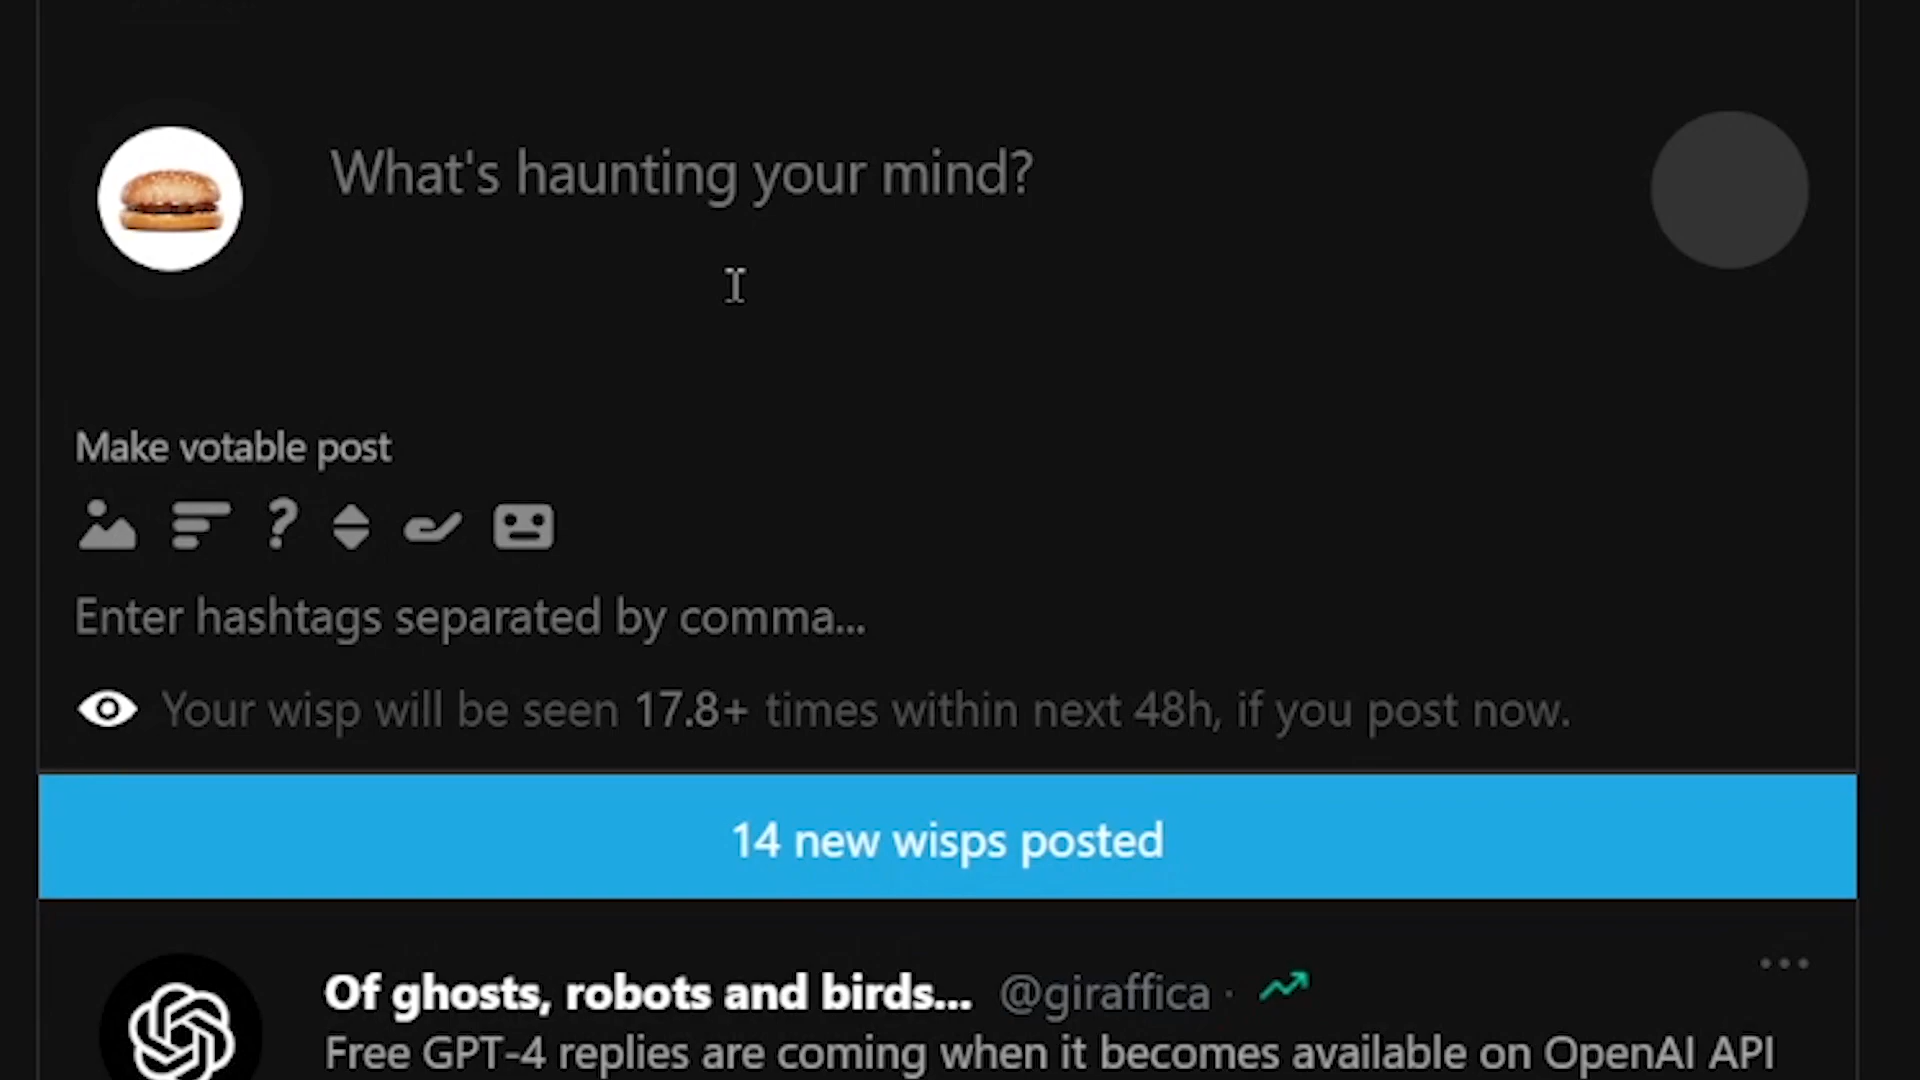 What's haunting your mind?
Make votable post
Enter hashtags separated by comma...
Your wisp will be seen 17.8+ times within next 48h, if you post now.
14 new wisps posted
Of ghosts, robots and birds... @giraffica ·
Free GPT-4 replies are coming when it becomes available on OpenAI API